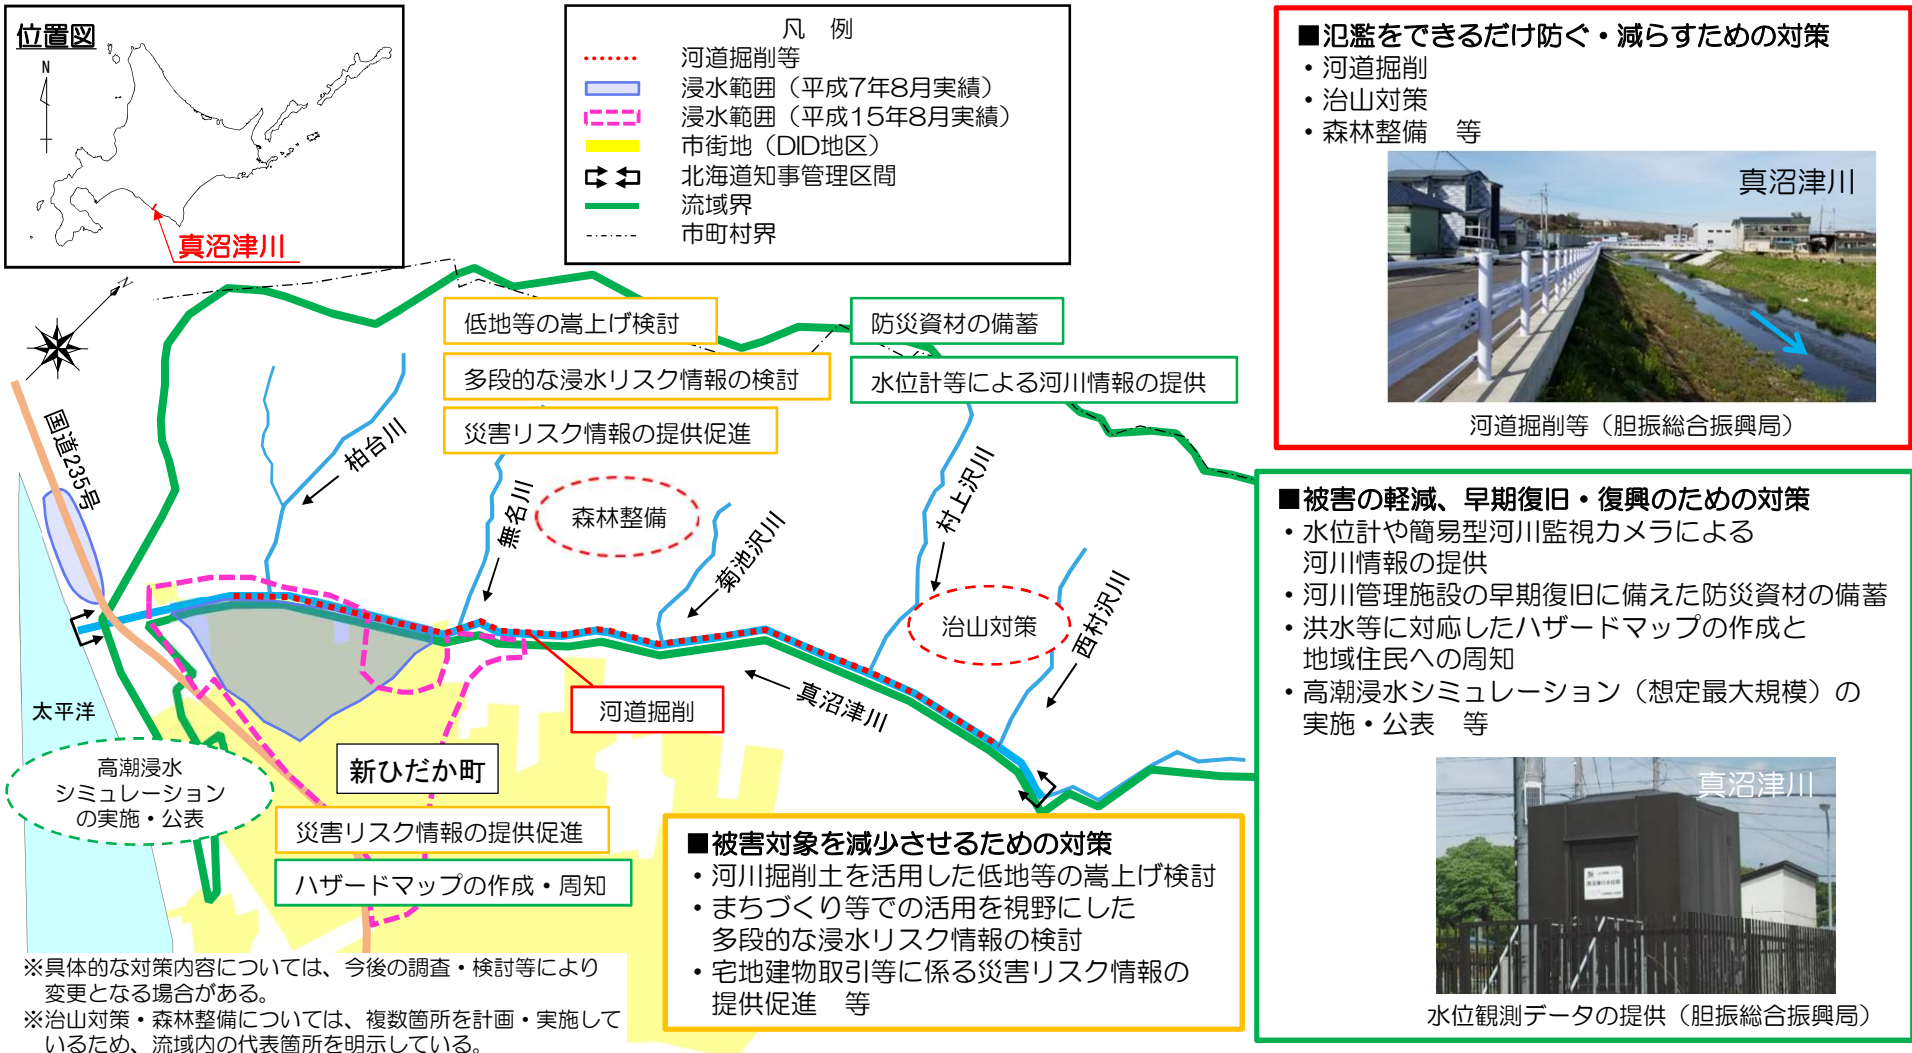 位置図
N
真沼津川
凡 例
河道掘削等
浸水範囲（平成7年8月実績）
浸水範囲（平成15年8月実績）
市街地（DID地区）
北海道知事管理区間
流域界
市町村界
■氾濫をできるだけ防ぐ・減らすための対策
・河道掘削
・治山対策
・森林整備 等
真沼津川
河道掘削等（胆振総合振興局）
N
低地等の嵩上げ検討
多段的な浸水リスク情報の検討
災害リスク情報の提供促進
防災資材の備蓄
水位計等による河川情報の提供
国道235号
柏台川
無名川
森林整備
菊池沢川
村上沢川
治山対策
西村沢川
真沼津川
河道掘削
太平洋
新ひだか町
高潮浸水
シミュレーション
の実施・公表
災害リスク情報の提供促進
ハザードマップの作成・周知
■被害対象を減少させるための対策
・河川掘削土を活用した低地等の嵩上げ検討
・まちづくり等での活用を視野にした
多段的な浸水リスク情報の検討
・宅地建物取引等に係る災害リスク情報の
提供促進 等
■被害の軽減、早期復旧・復興のための対策
・水位計や簡易型河川監視カメラによる
河川情報の提供
・河川管理施設の早期復旧に備えた防災資材の備蓄
・洪水等に対応したハザードマップの作成と
地域住民への周知
・高潮浸水シミュレーション（想定最大規模）の
実施・公表 等
真沼津川
水位観測データの提供（胆振総合振興局）
※具体的な対策内容については、今後の調査・検討等により
変更となる場合がある。
※治山対策・森林整備については、複数箇所を計画・実施して
いるため、流域内の代表箇所を明示している。